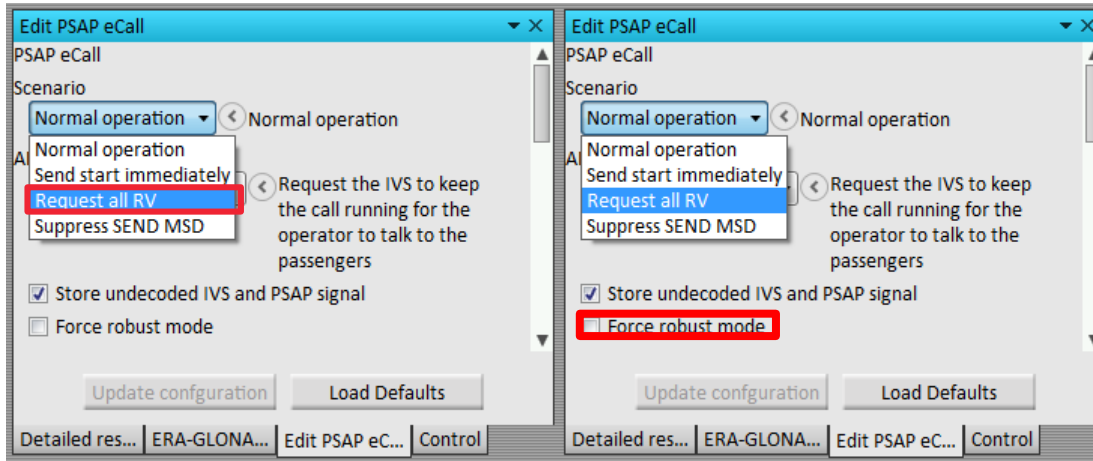 Edit PSAP eCall
PSAP eCall
Scenario
Normal operation
Normal operation
Normal operation
Send start immediately
Request all RV
Suppress SEND MSD
Request the IVS to keep
the call running for the
operator to talk to the
passengers
Store undecoded IVS and PSAP signal
Force robust mode
Update confguration
Load Defaults
Detailed res...
ERA-GLONA...
Edit PSAP eC...
Control
Edit PSAP eCall
PSAP eCall
Scenario
Normal operation
Normal operation
Normal operation
Send start immediately
Request all RV
Suppress SEND MSD
Request the IVS to keep
the call running for the
operator to talk to the
passengers
Store undecoded IVS and PSAP signal
Force robust mode
Update confguration
Load Defaults
Detailed res...
ERA-GLONA...
Edit PSAP eC...
Control